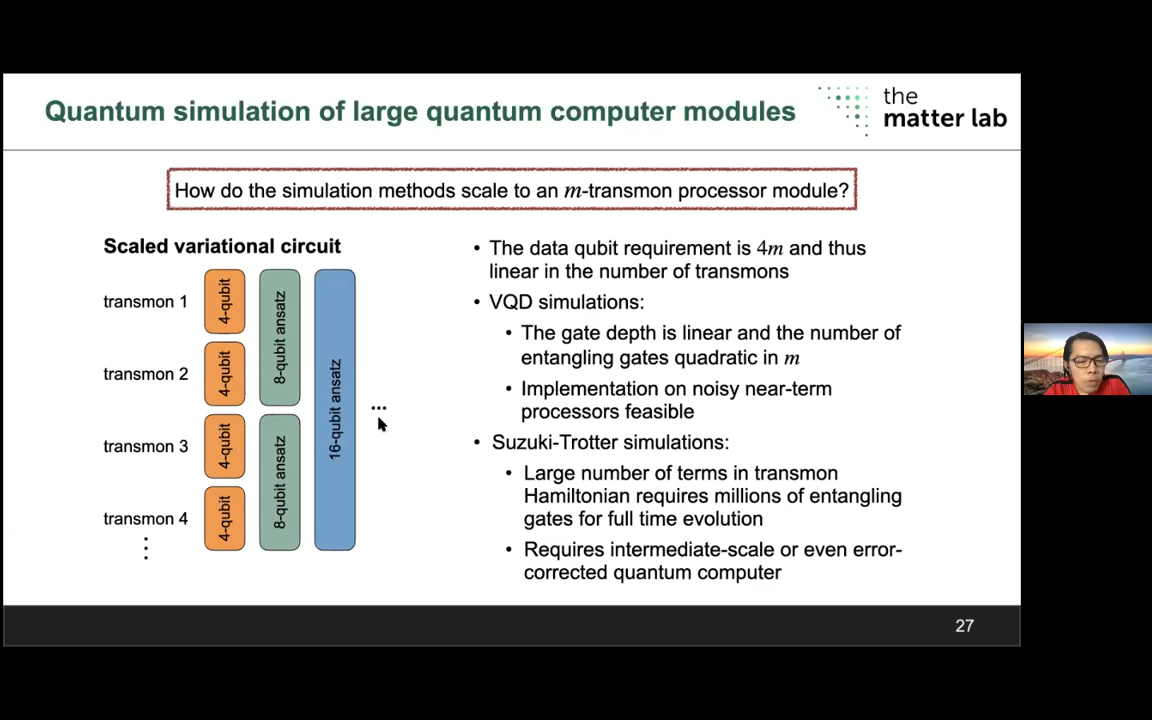 Quantum simulation of large quantum computer modules
the
matter lab
How do the simulation methods scale to an m-transmon processor module?
Scaled variational circuit
transmon 1
transmon 2
transmon 3
transmon 4
4-qubit
4-qubit
4-qubit
4-qubit
8-qubit ansatz
8-qubit ansatz
16-qubit ansatz
...
• The data qubit requirement is 4m and thus
linear in the number of transmons
• VQD simulations:
• The gate depth is linear and the number of
entangling gates quadratic in m
• Implementation on noisy near-term
processors feasible
• Suzuki-Trotter simulations:
• Large number of terms in transmon
Hamiltonian requires millions of entangling
gates for full time evolution
• Requires intermediate-scale or even error-
corrected quantum computer
27